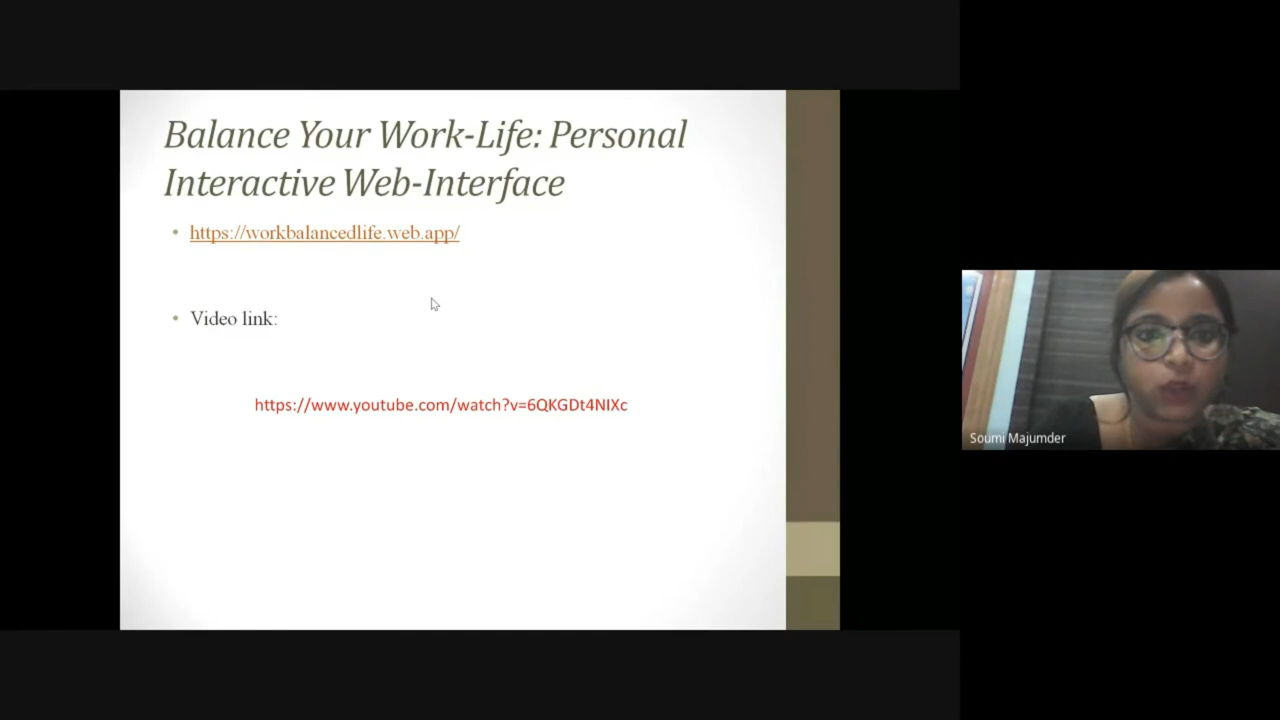 Balance Your Work-Life: Personal
Interactive Web-Interface
https://workbalancedlife.web.app/
Video link:
https://www.youtube.com/watch?v=6QKGDt4NIXc
Soumi Majumder